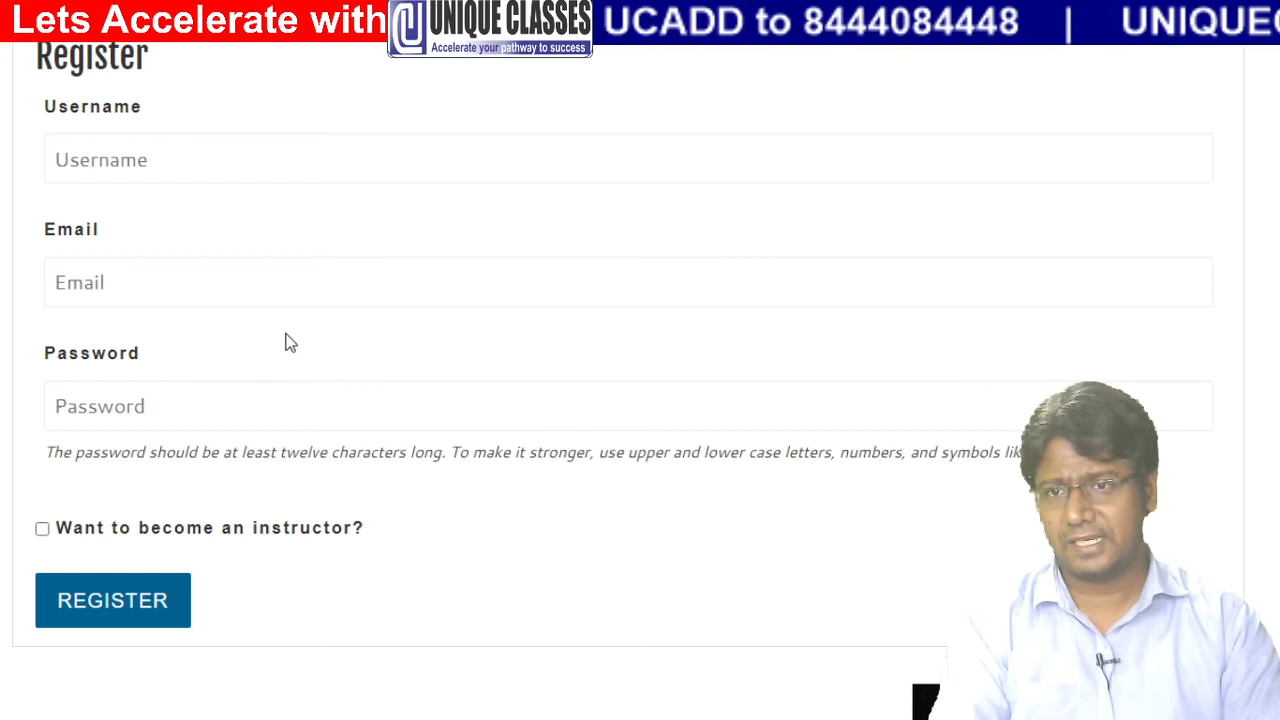 Lets Accelerate with
UNIQUE CLASSES
Accelerate your pathway to success
UCADD to 8444084448 | UNIQUE
Register
Username
Username
Email
Email
Password
Password
The password should be at least twelve characters long. To make it stronger, use upper and lower case letters, numbers, and symbols
Want to become an instructor?
REGISTER